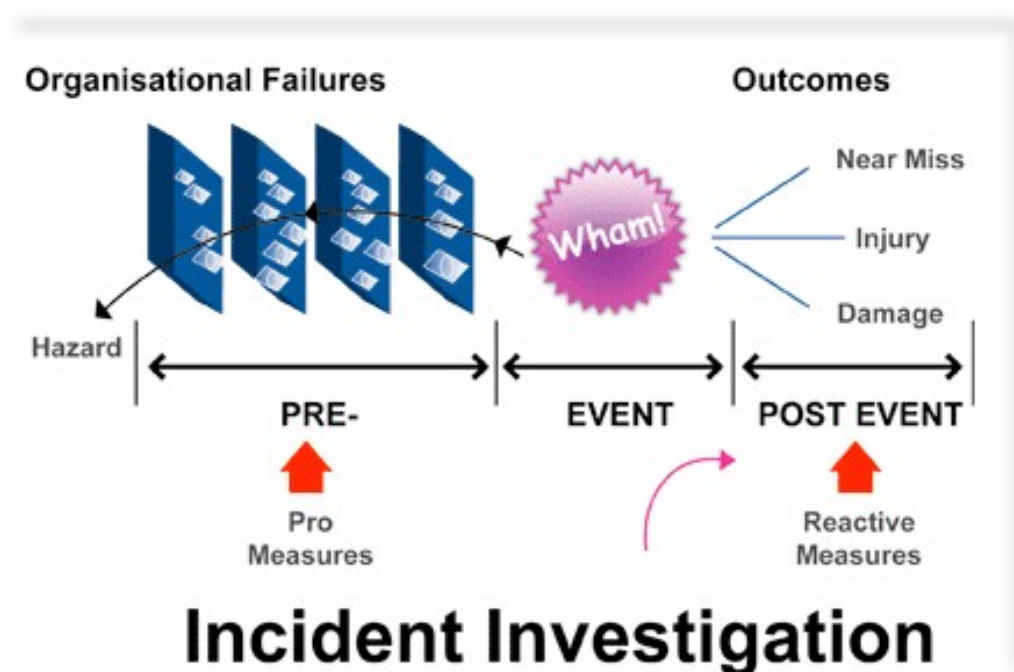 Organisational Failures
Outcomes
Near Miss
Wham!
Injury
Damage
Hazard
PRE-
EVENT
POST EVENT
Pro
Measures
Reactive
Measures
Incident Investigation